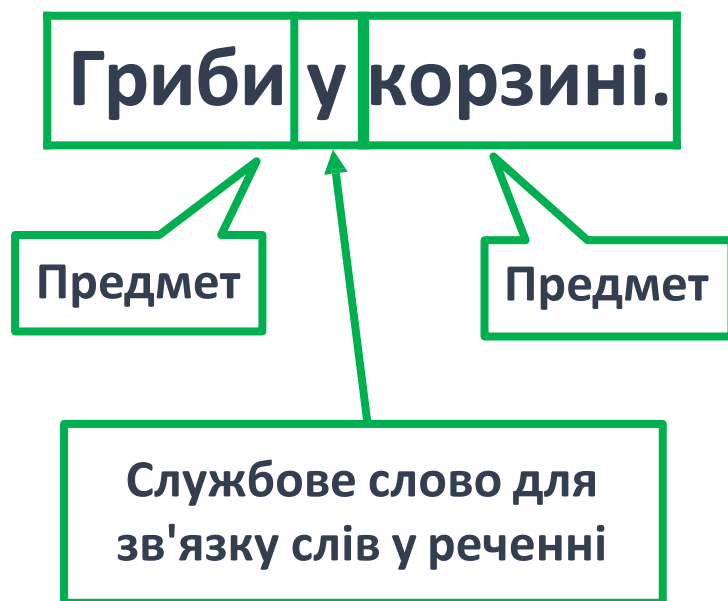 Гриби у корзині.
Предмет
Предмет
Службове слово для
зв'язку слів у реченні